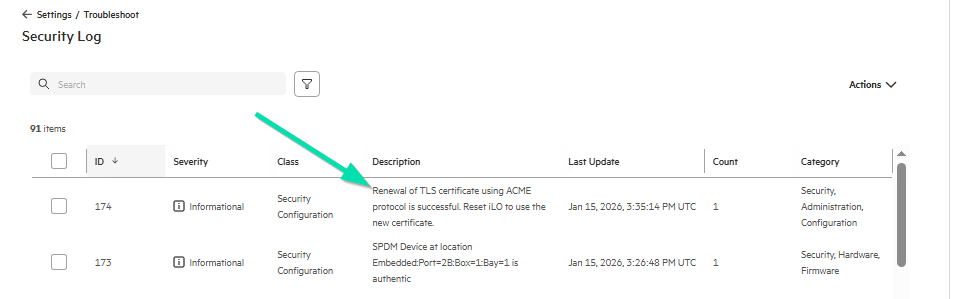 ← Settings / Troubleshoot
Security Log
Search
Actions
91 items
ID ↓ Severity Class Description Last Update Count Category
174 Informational Security Configuration Renewal of TLS certificate using ACME protocol is successful. Reset iLO to use the new certificate. Jan 15, 2026, 3:35:14 PM UTC 1 Security, Administration, Configuration
173 Informational Security Configuration SPDM Device at location Embedded:Port=2B:Box=1:Bay=1 is authentic Jan 15, 2026, 3:26:48 PM UTC 1 Security, Hardware, Firmware